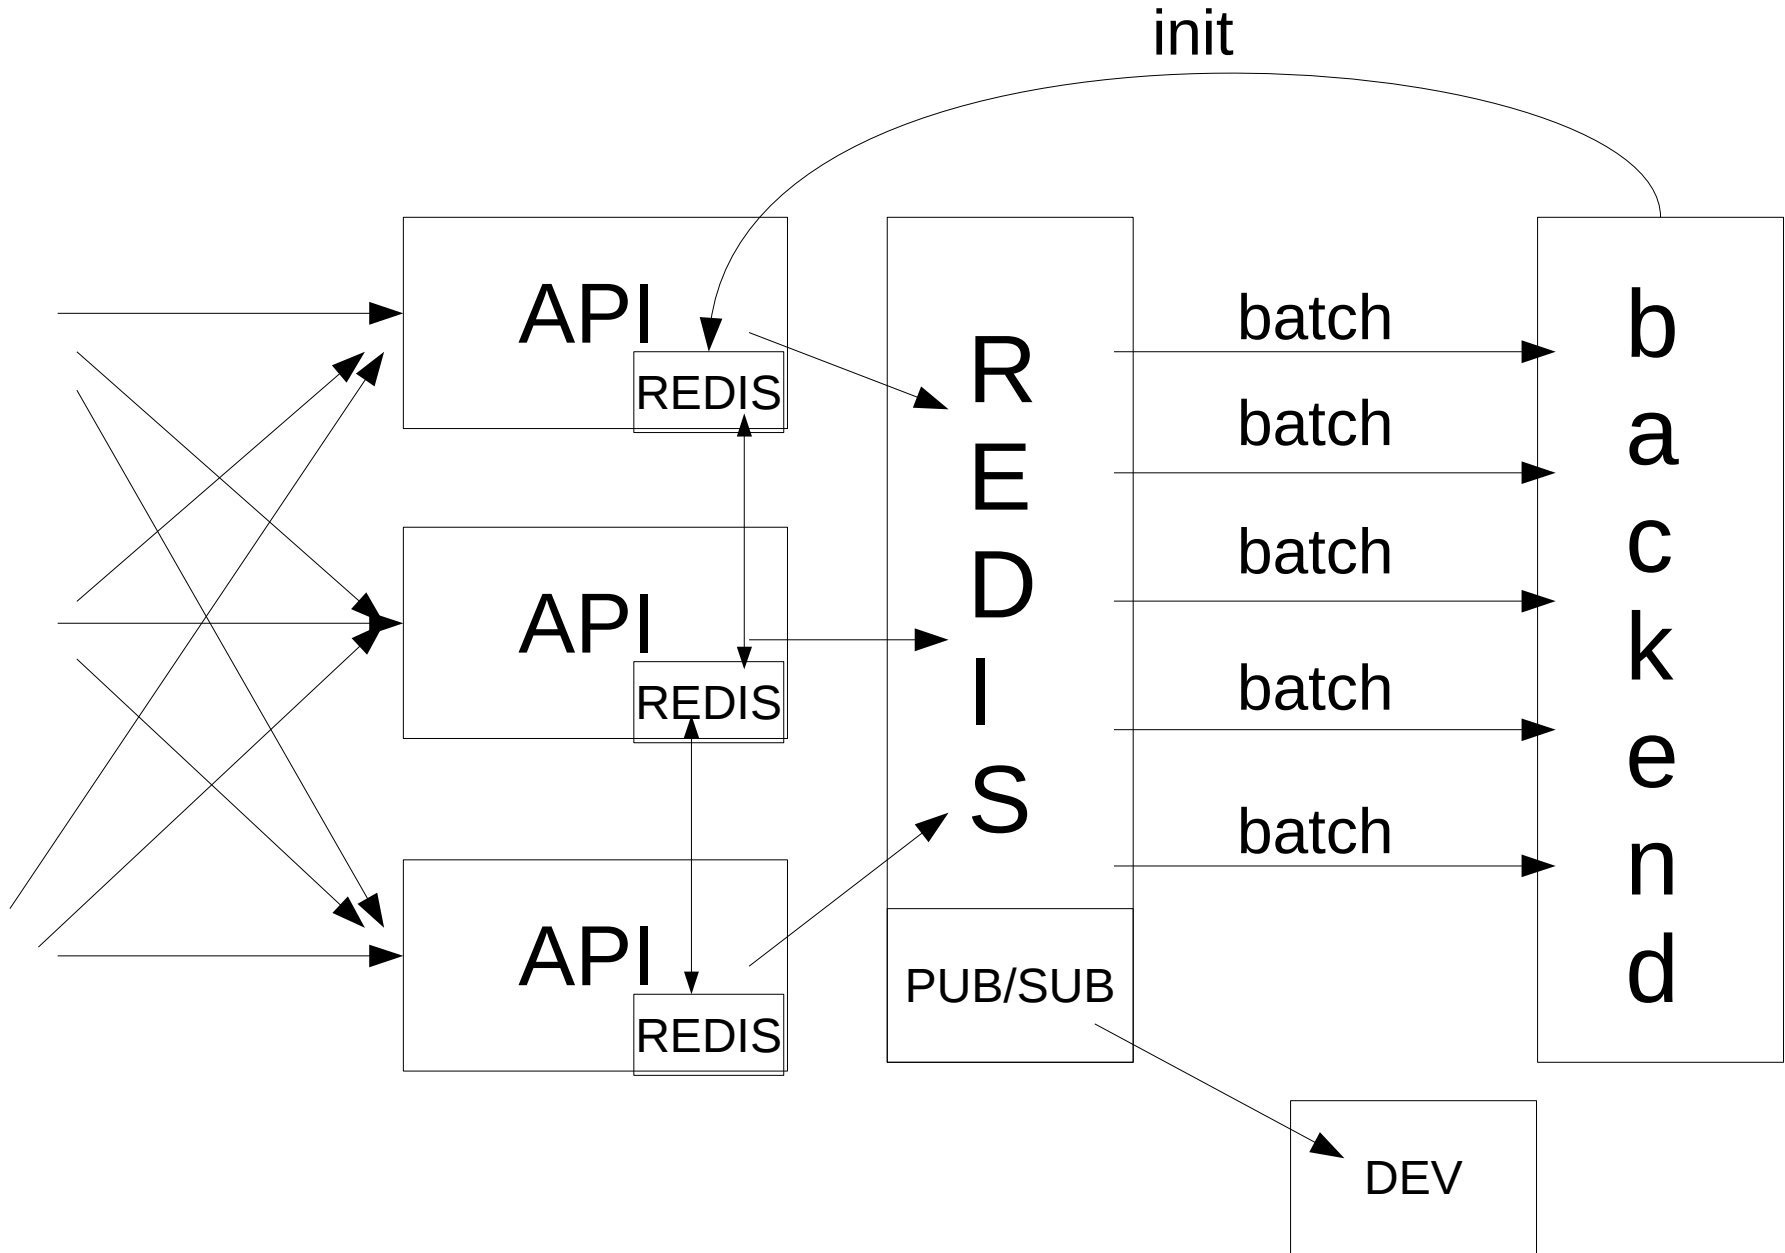 init
API
REDIS
API
REDIS
API
REDIS
R
E
D
I
S
PUB/SUB
batch
batch
batch
batch
batch
b
a
c
k
e
n
d
DEV